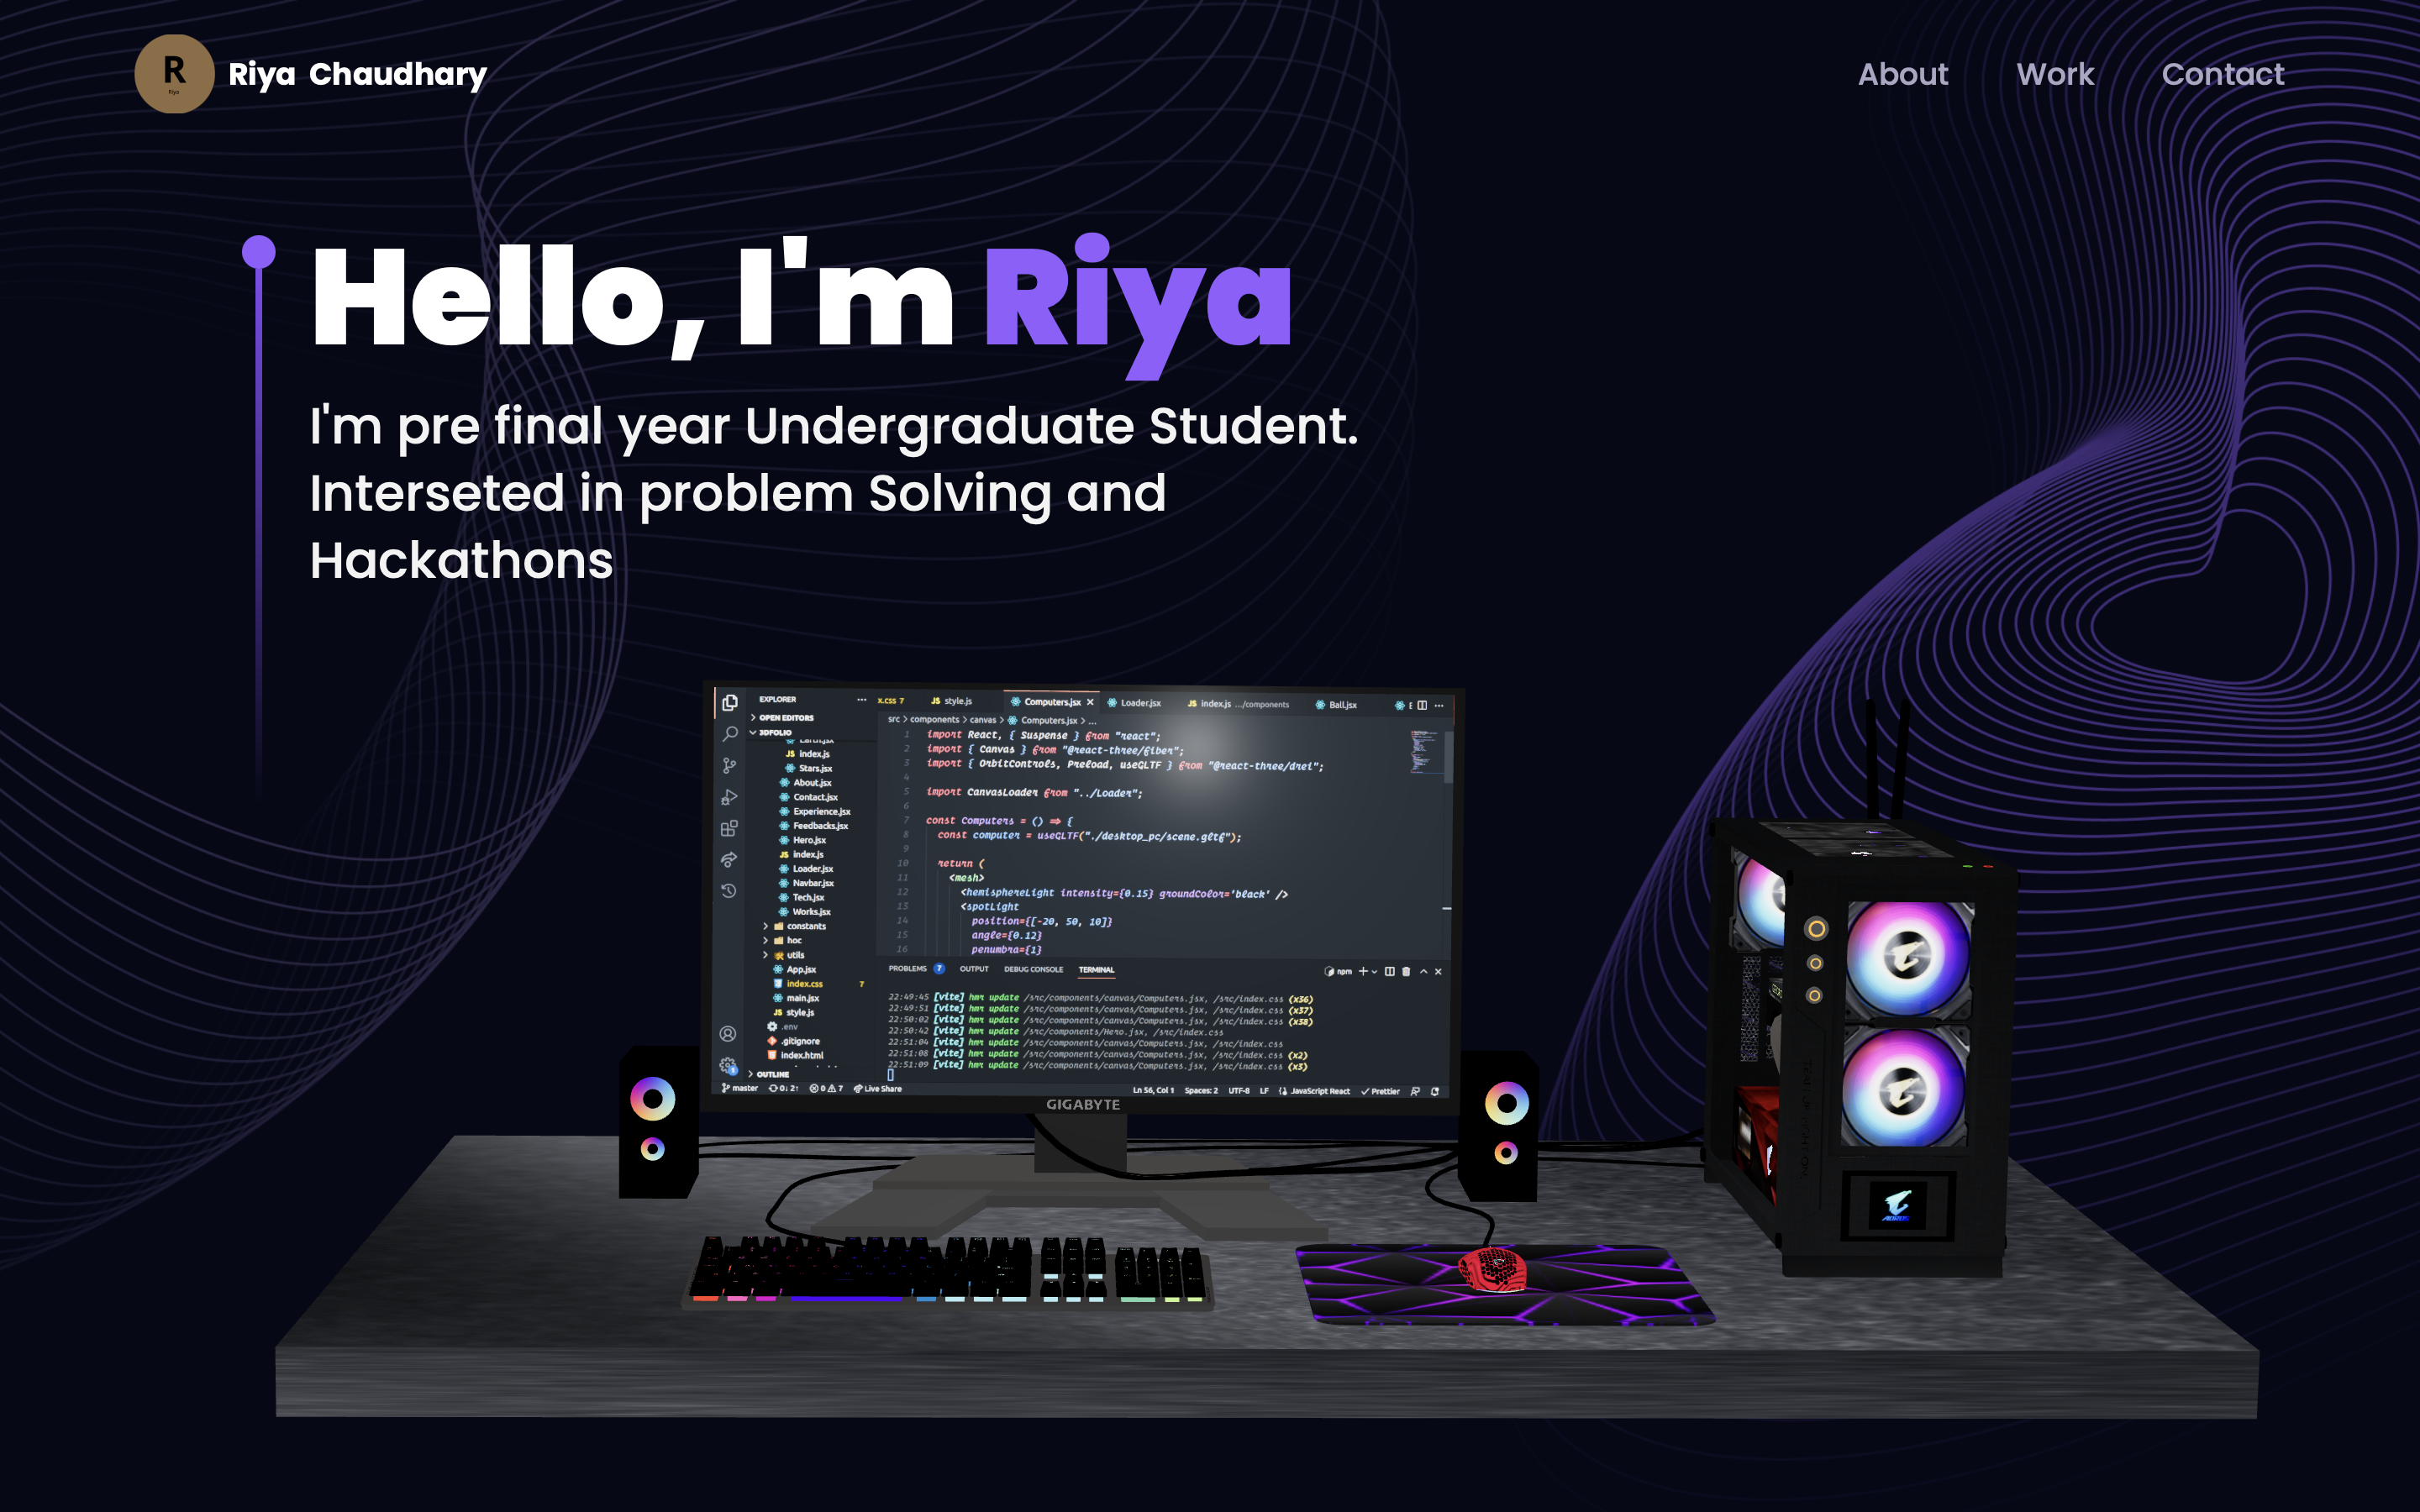 R
Riya
Riya Chaudhary
About Work Contact
Hello, I'm Riya
I'm pre final year Undergraduate Student.
Interseted in problem Solving and
Hackathons
EXPLORER
OPEN EDITORS
3DFOLIO
index.js
Stars.jsx
About.jsx
Contact.jsx
Experience.jsx
Feedbacks.jsx
Hero.jsx
index.js
Loader.jsx
Navbar.jsx
Tech.jsx
Works.jsx
constants
hoc
utils
App.jsx
index.css 7
main.jsx
style.js
.env
.gitignore
index.html
OUTLINE
x.css 7 JS style.js Computers.jsx Loader.jsx JS index.js .../components Ball.jsx
src > components > canvas > Computers.jsx > ...
1 import React, { Suspense } from "react";
2 import { Canvas } from "@react-three/fiber";
3 import { OrbitControls, Preload, useGLTF } from "@react-three/drei";
4
5 import CanvasLoader from "../Loader";
6
7 const Computers = () => {
8 const computer = useGLTF("./desktop_pc/scene.gltf");
9
10 return (
11 <mesh>
12 <hemisphereLight intensity={0.15} groundColor='black' />
13 <spotLight
14 position={[-20, 50, 10]}
15 angle={0.12}
16 penumbra={1}
PROBLEMS 7 OUTPUT DEBUG CONSOLE TERMINAL npm
22:49:45 [vite] hmr update /src/components/canvas/Computers.jsx, /src/index.css (x36)
22:49:51 [vite] hmr update /src/components/canvas/Computers.jsx, /src/index.css (x37)
22:50:02 [vite] hmr update /src/components/canvas/Computers.jsx, /src/index.css (x38)
22:50:42 [vite] hmr update /src/components/Hero.jsx, /src/index.css
22:51:04 [vite] hmr update /src/components/canvas/Computers.jsx, /src/index.css
22:51:08 [vite] hmr update /src/components/canvas/Computers.jsx, /src/index.css (x2)
22:51:09 [vite] hmr update /src/components/canvas/Computers.jsx, /src/index.css (x3)
master 0↓ 2↑ 0 7 Live Share Ln 56, Col 1 Spaces: 2 UTF-8 LF JavaScript React Prettier
GIGABYTE
AORUS